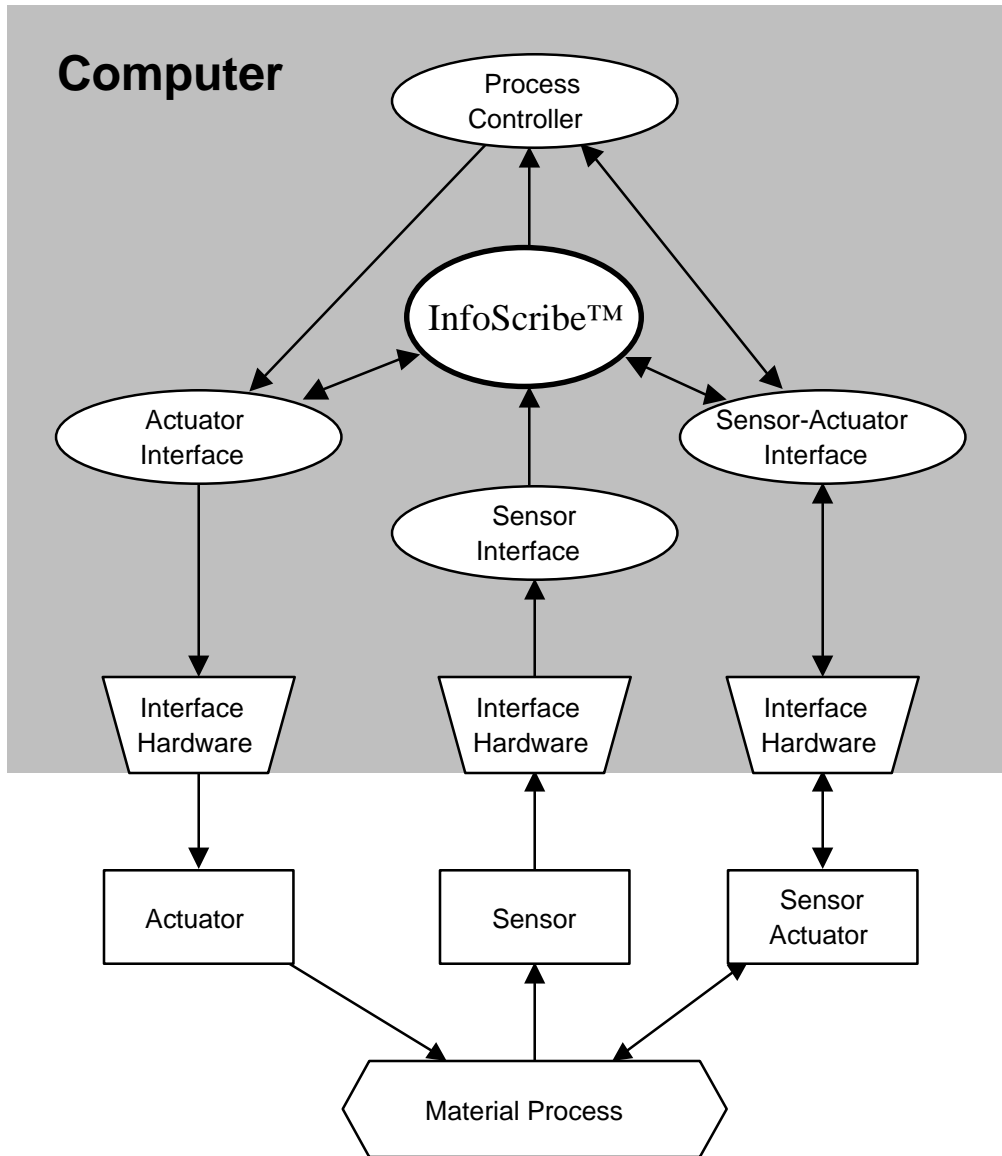 Computer
Process
Controller
InfoScribe™
Actuator
Interface
Sensor-Actuator
Interface
Sensor
Interface
Interface
Hardware
Interface
Hardware
Interface
Hardware
Actuator
Sensor
Sensor
Actuator
Material Process